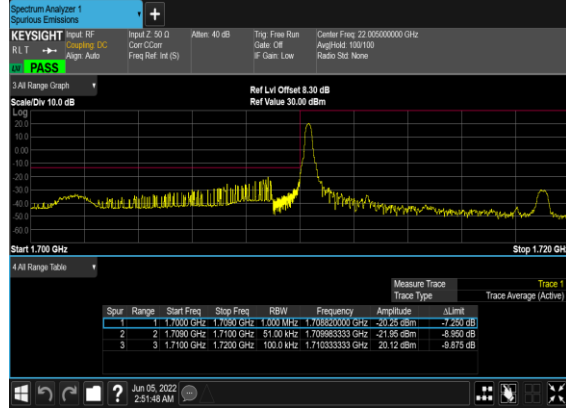 Spectrum Analyzer 1
Spurious Emissions
+
KEYSIGHT Input: RF Input Z: 50 Ω Atten: 40 dB Trig: Free Run Center Freq: 22.005000000 GHz
RLT Coupling: DC Corr CCorr Gate: Off Avg|Hold: 100/100
Align: Auto Freq Ref: Int (S) IF Gain: Low Radio Std: None
PASS
3 All Range Graph
Ref Lvl Offset 8.30 dB
Scale/Div 10.0 dB Ref Value 30.00 dBm
Log
20.0
10.0
0.00
-10.0
-20.0
-30.0
-40.0
-50.0
-60.0
Start 1.700 GHz Stop 1.720 GHz
4 All Range Table
Measure Trace Trace 1
Trace Type Trace Average (Active)
Spur Range Start Freq Stop Freq RBW Frequency Amplitude ΔLimit
1 1 1.7000 GHz 1.7090 GHz 1.000 MHz 1.708820000 GHz -20.25 dBm -7.250 dB
2 2 1.7090 GHz 1.7100 GHz 51.00 kHz 1.709983333 GHz -21.95 dBm -8.950 dB
3 3 1.7100 GHz 1.7200 GHz 100.0 kHz 1.710333333 GHz 20.12 dBm -9.875 dB
? Jun 05, 2022
2:51:48 AM